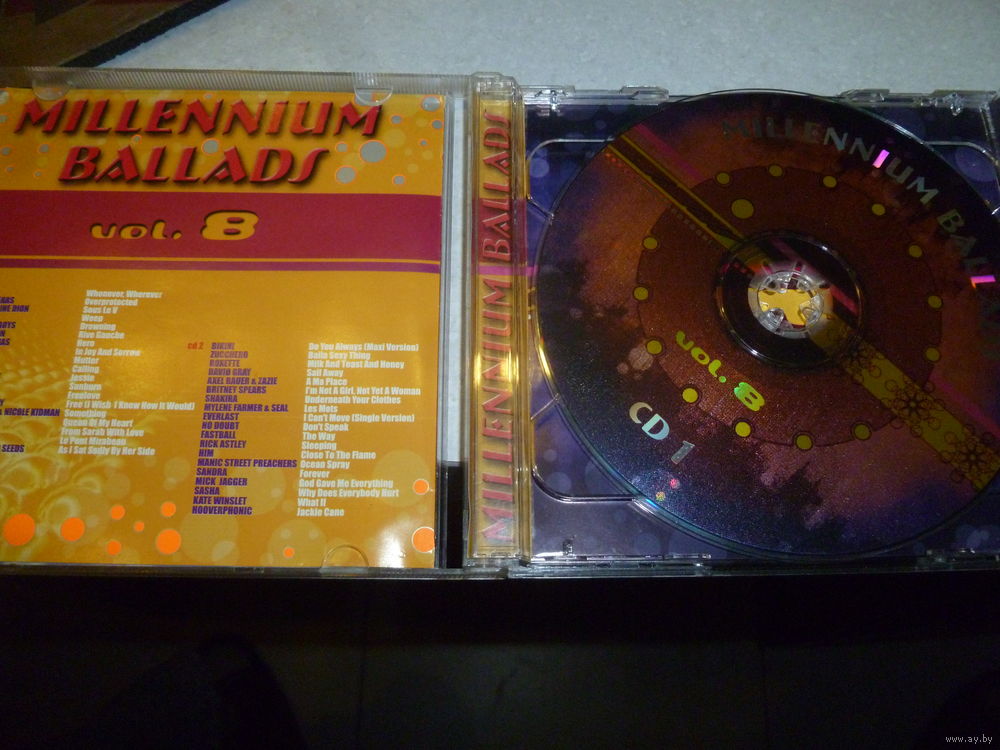 MILLENNIUM
BALLADS
vol. 8
Whenever, Wherever
Overprotected
INE DION Sous Le V
Weep
Drowning
Rive Gauche
Hero
In Joy And Sorrow
Mutter
Calling
Jessie
Sunburn
Freelove
Free (I Wish I Knew How It Would)
& NICOLE KIDMAN Something
Queen Of My Heart
From Sarah With Love
Le Pont Mirabeau
SEEDS As I Sat Sadly By Her Side
cd 2 BIKINI Do You Always (Maxi Version)
ZUCCHERO Baila Sexy Thing
ROXETTE Milk And Toast And Honey
DAVID GRAY Sail Away
AXEL BAUER & ZAZIE A Ma Place
BRITNEY SPEARS I'm Not A Girl, Not Yet A Woman
SHAKIRA Underneath Your Clothes
MYLENE FARMER & SEAL Les Mots
EVERLAST I Can't Move (Single Version)
NO DOUBT Don't Speak
FASTBALL The Way
RICK ASTLEY Sleeping
HIM Close To The Flame
MANIC STREET PREACHERS Ocean Spray
SANDRA Forever
MICK JAGGER God Gave Me Everything
SASHA Why Does Everybody Hurt
KATE WINSLET What If
HOOVERPHONIC Jackie Cane
MILLENNIUM BALLADS
MILLENNIUM BAL
vol. 8
CD 1
www.ay.by